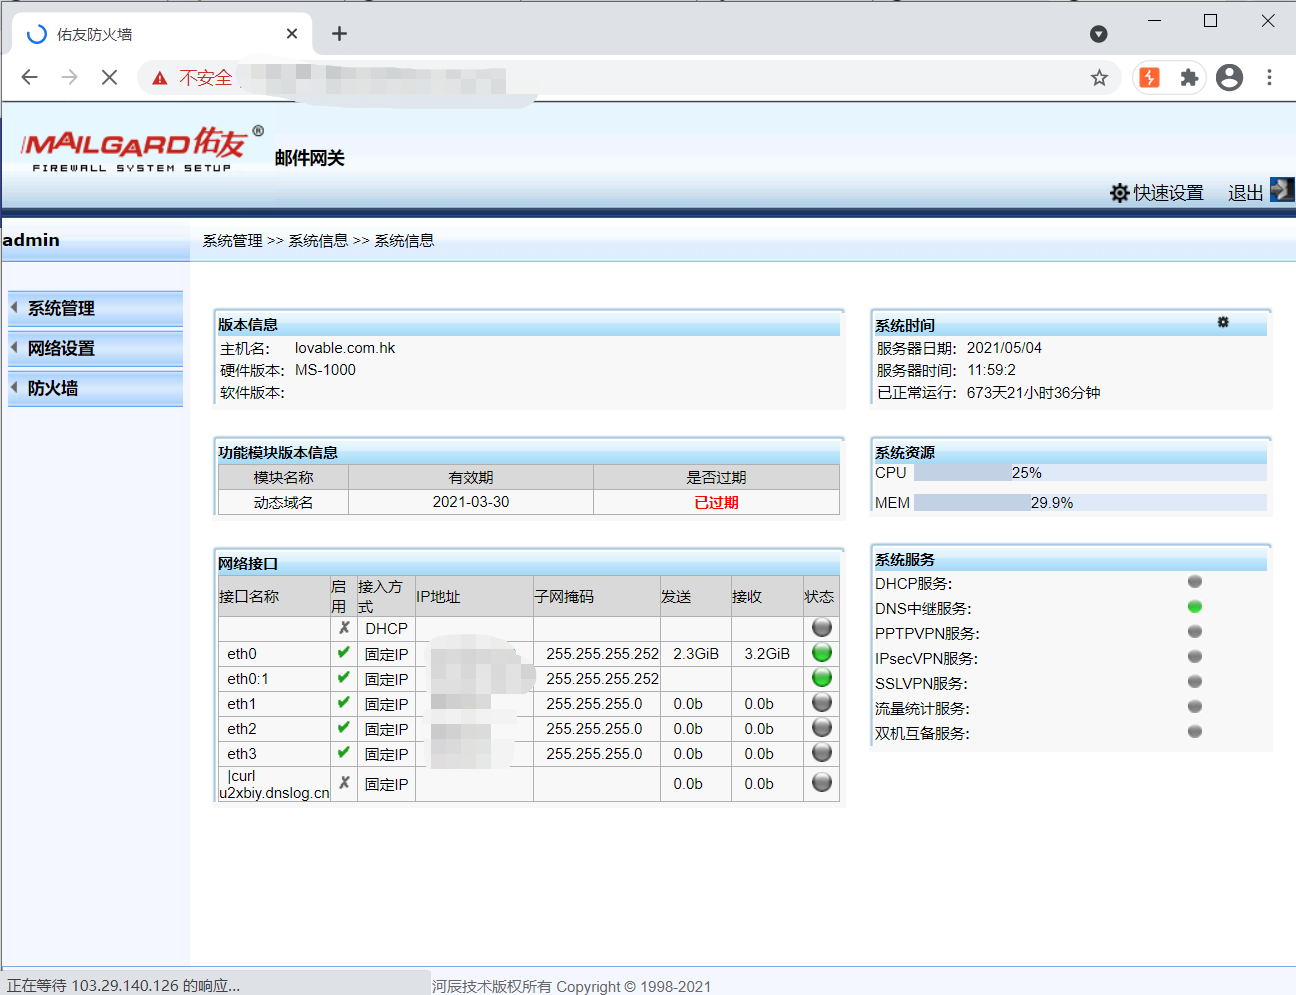 佑友防火墙
不安全
MAILGARD佑友®
FIREWALL SYSTEM SETUP
邮件网关
快速设置 退出
admin
系统管理 >> 系统信息 >> 系统信息
系统管理
网络设置
防火墙
版本信息
主机名： lovable.com.hk
硬件版本： MS-1000
软件版本：
系统时间
服务器日期： 2021/05/04
服务器时间： 11:59:2
已正常运行： 673天21小时36分钟
功能模块版本信息
模块名称 有效期 是否过期
动态域名 2021-03-30 已过期
系统资源
CPU 25%
MEM 29.9%
网络接口
接口名称 启用 接入方式 IP地址 子网掩码 发送 接收 状态
✗ DHCP
eth0 ✔ 固定IP 255.255.255.252 2.3GiB 3.2GiB
eth0:1 ✔ 固定IP 255.255.255.252
eth1 ✔ 固定IP 255.255.255.0 0.0b 0.0b
eth2 ✔ 固定IP 255.255.255.0 0.0b 0.0b
eth3 ✔ 固定IP 255.255.255.0 0.0b 0.0b
|curl
u2xbiy.dnslog.cn ✗ 固定IP 0.0b 0.0b
系统服务
DHCP服务:
DNS中继服务:
PPTPVPN服务:
IPsecVPN服务:
SSLVPN服务:
流量统计服务:
双机互备服务:
正在等待 103.29.140.126 的响应...
河辰技术版权所有 Copyright © 1998-2021